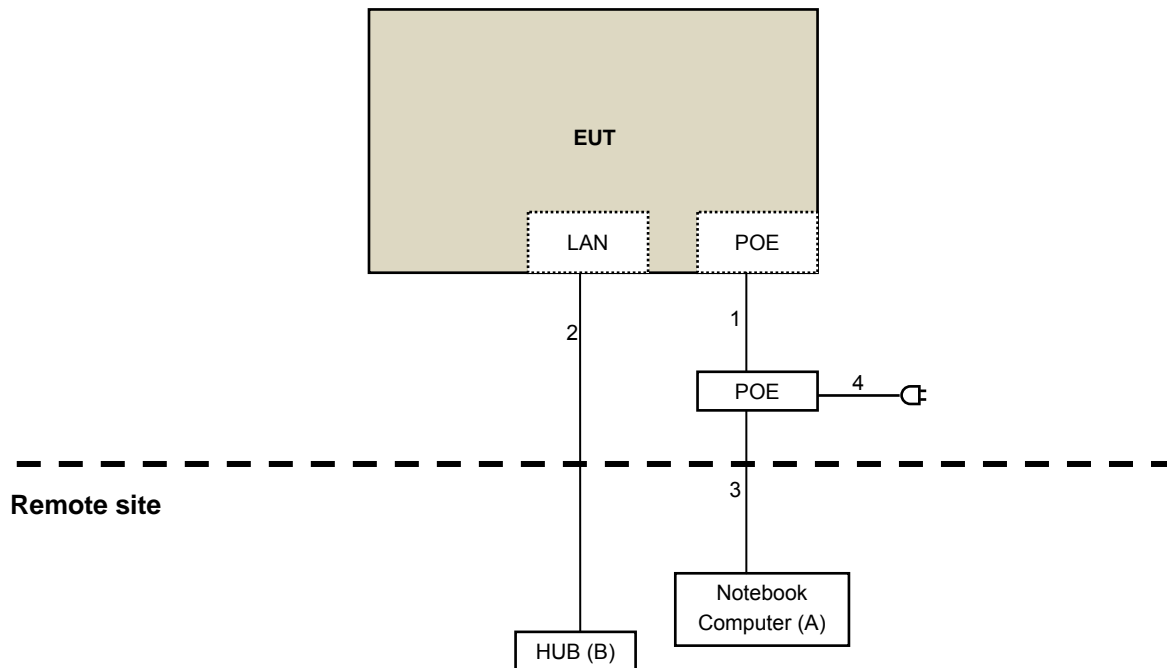 EUT
LAN
POE
2
1
POE
4
3
Remote site
Notebook
Computer (A)
HUB (B)